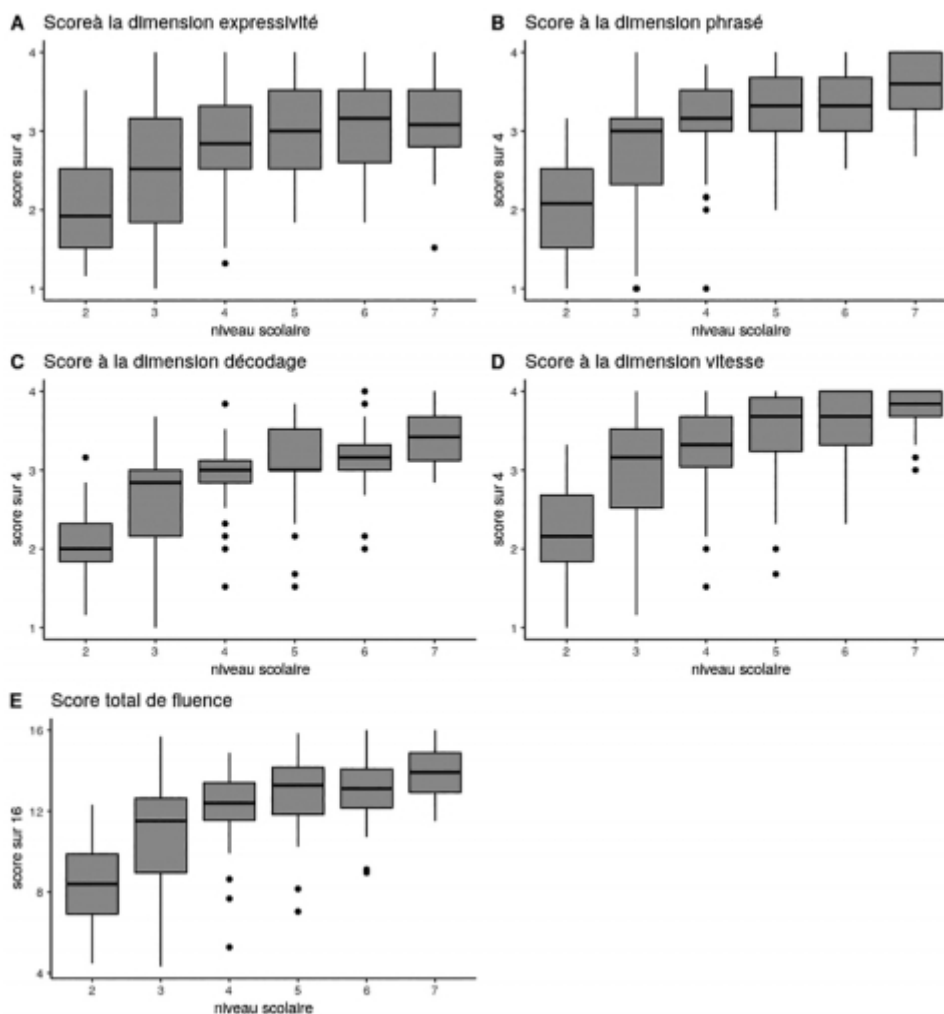 A Scoreà la dimension expressivité
score sur 4
4
3
2
1
2 3 4 5 6 7
niveau scolaire
B Score à la dimension phrasé
score sur 4
4
3
2
1
2 3 4 5 6 7
niveau scolaire
C Score à la dimension décodage
score sur 4
4
3
2
1
2 3 4 5 6 7
niveau scolaire
D Score à la dimension vitesse
score sur 4
4
3
2
1
2 3 4 5 6 7
niveau scolaire
E Score total de fluence
score sur 16
16
12
8
4
2 3 4 5 6 7
niveau scolaire